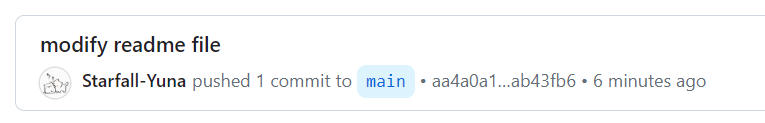 modify readme file
Starfall-Yuna pushed 1 commit to main • aa4a0a1...ab43fb6 • 6 minutes ago